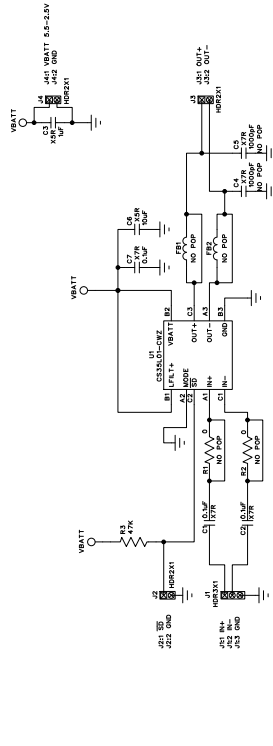 VBATT
J4
J4:1 VBATT 5.5-2.5V
J4:2 GND
HDR2X1
C3
X5R
1uF
J3
J3:1 OUT+
J3:2 OUT-
HDR2X1
C5
X7R
1000pF
NO POP
C4
X7R
1000pF
NO POP
FB1
NO POP
FB2
NO POP
VBATT
C6
X5R
10uF
C7
X7R
0.1uF
U1
CS35L01-CWZ
B1
LFILT+
B2
VBATT
A2
MODE
C2
SD
C3
OUT+
A3
OUT-
A1
IN+
C1
IN-
B3
GND
VBATT
R3
47K
R1
0
NO POP
R2
0
NO POP
C1
0.1uF
X7R
C2
0.1uF
X7R
J2
HDR2X1
J2:1 SD
J2:2 GND
J1
HDR3X1
J1:1 IN+
J1:2 IN-
J1:3 GND